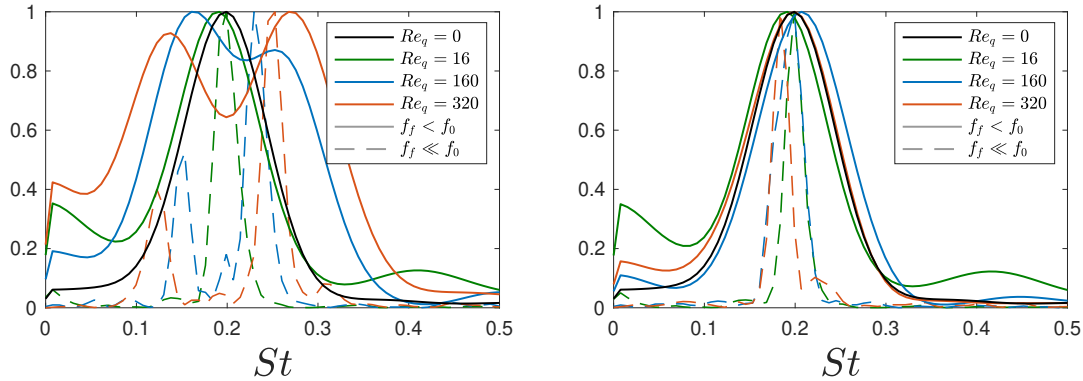 1
0.8
0.6
0.4
0.2
0
0 0.1 0.2 0.3 0.4 0.5
St
Re_q = 0
Re_q = 16
Re_q = 160
Re_q = 320
f_f < f_0
f_f ≪ f_0
1
0.8
0.6
0.4
0.2
0
0 0.1 0.2 0.3 0.4 0.5
St
Re_q = 0
Re_q = 16
Re_q = 160
Re_q = 320
f_f < f_0
f_f ≪ f_0